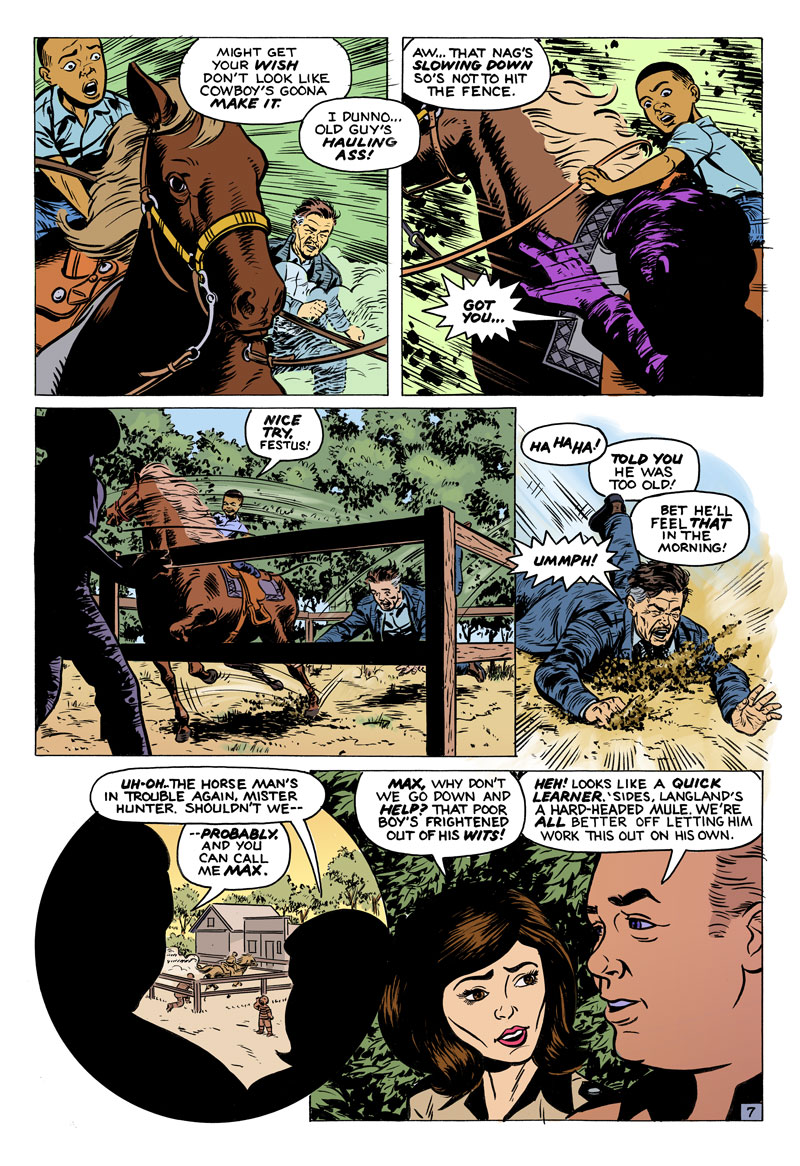 MIGHT GET
YOUR WISH
DON'T LOOK LIKE
COWBOY'S GOONA
MAKE IT.
I DUNNO...
OLD GUY'S
HAULING
ASS!
AW... THAT NAG'S
SLOWING DOWN
SO'S NOT TO HIT
THE FENCE.
GOT
YOU...
NICE
TRY,
FESTUS!
HA HA HA!
TOLD YOU
HE WAS
TOO OLD!
BET HE'LL
FEEL THAT
IN THE
MORNING!
UMMPH!
UH-OH..THE HORSE MAN'S
IN TROUBLE AGAIN, MISTER
HUNTER. SHOULDN'T WE--
--PROBABLY.
AND YOU
CAN CALL
ME MAX.
MAX, WHY DON'T
WE GO DOWN AND
HELP? THAT POOR
BOY'S FRIGHTENED
OUT OF HIS WITS!
HEH! LOOKS LIKE A QUICK
LEARNER. 'SIDES, LANGLAND'S
A HARD-HEADED MULE. WE'RE
ALL BETTER OFF LETTING HIM
WORK THIS OUT ON HIS OWN.
7